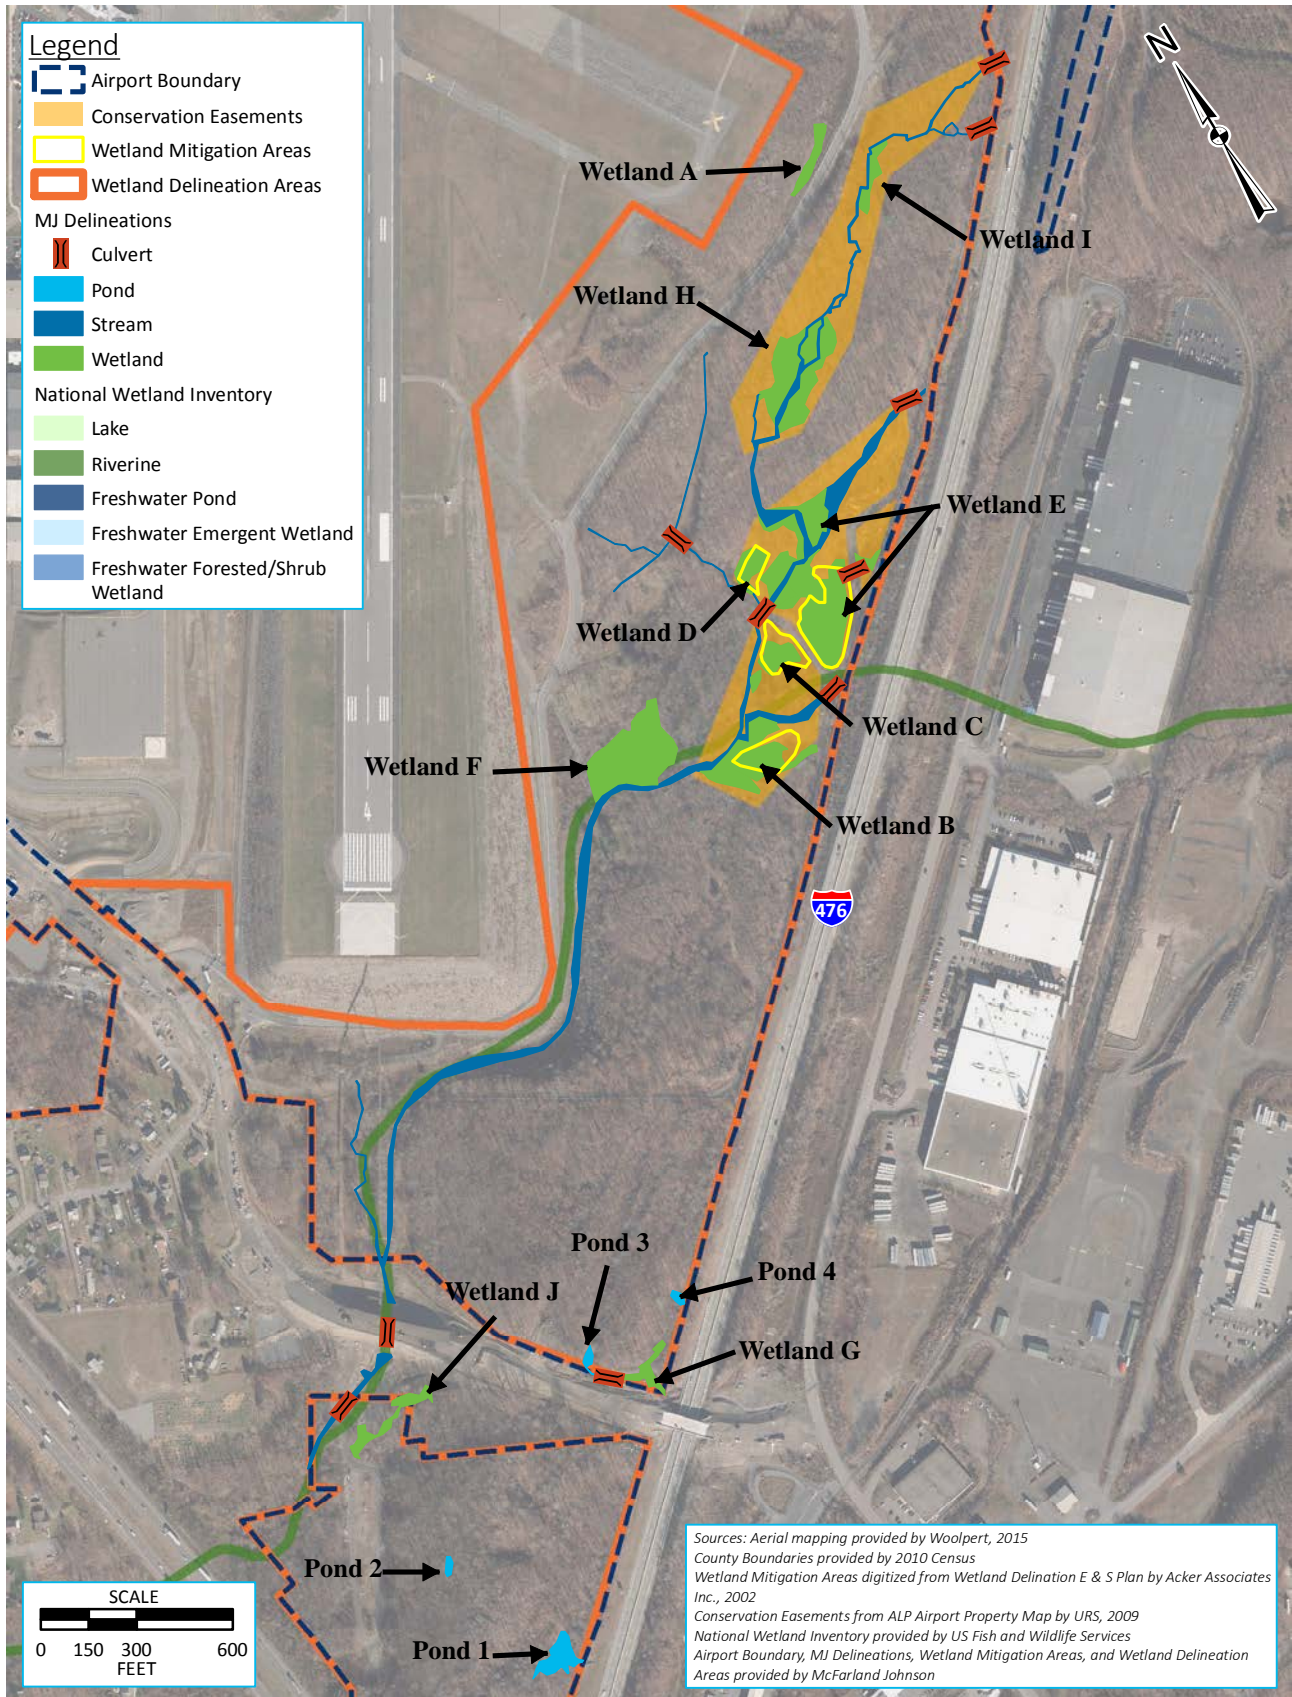 Legend
Airport Boundary
Conservation Easements
Wetland Mitigation Areas
Wetland Delineation Areas
MJ Delineations
Culvert
Pond
Stream
Wetland
National Wetland Inventory
Lake
Riverine
Freshwater Pond
Freshwater Emergent Wetland
Freshwater Forested/Shrub
Wetland
N
Wetland A
Wetland I
Wetland H
Wetland E
Wetland D
Wetland C
Wetland F
Wetland B
4
476
Pond 3
Pond 4
Wetland J
Wetland G
Pond 2
Pond 1
SCALE
0 150 300 600
FEET
Sources: Aerial mapping provided by Woolpert, 2015
County Boundaries provided by 2010 Census
Wetland Mitigation Areas digitized from Wetland Delination E & S Plan by Acker Associates
Inc., 2002
Conservation Easements from ALP Airport Property Map by URS, 2009
National Wetland Inventory provided by US Fish and Wildlife Services
Airport Boundary, MJ Delineations, Wetland Mitigation Areas, and Wetland Delineation
Areas provided by McFarland Johnson